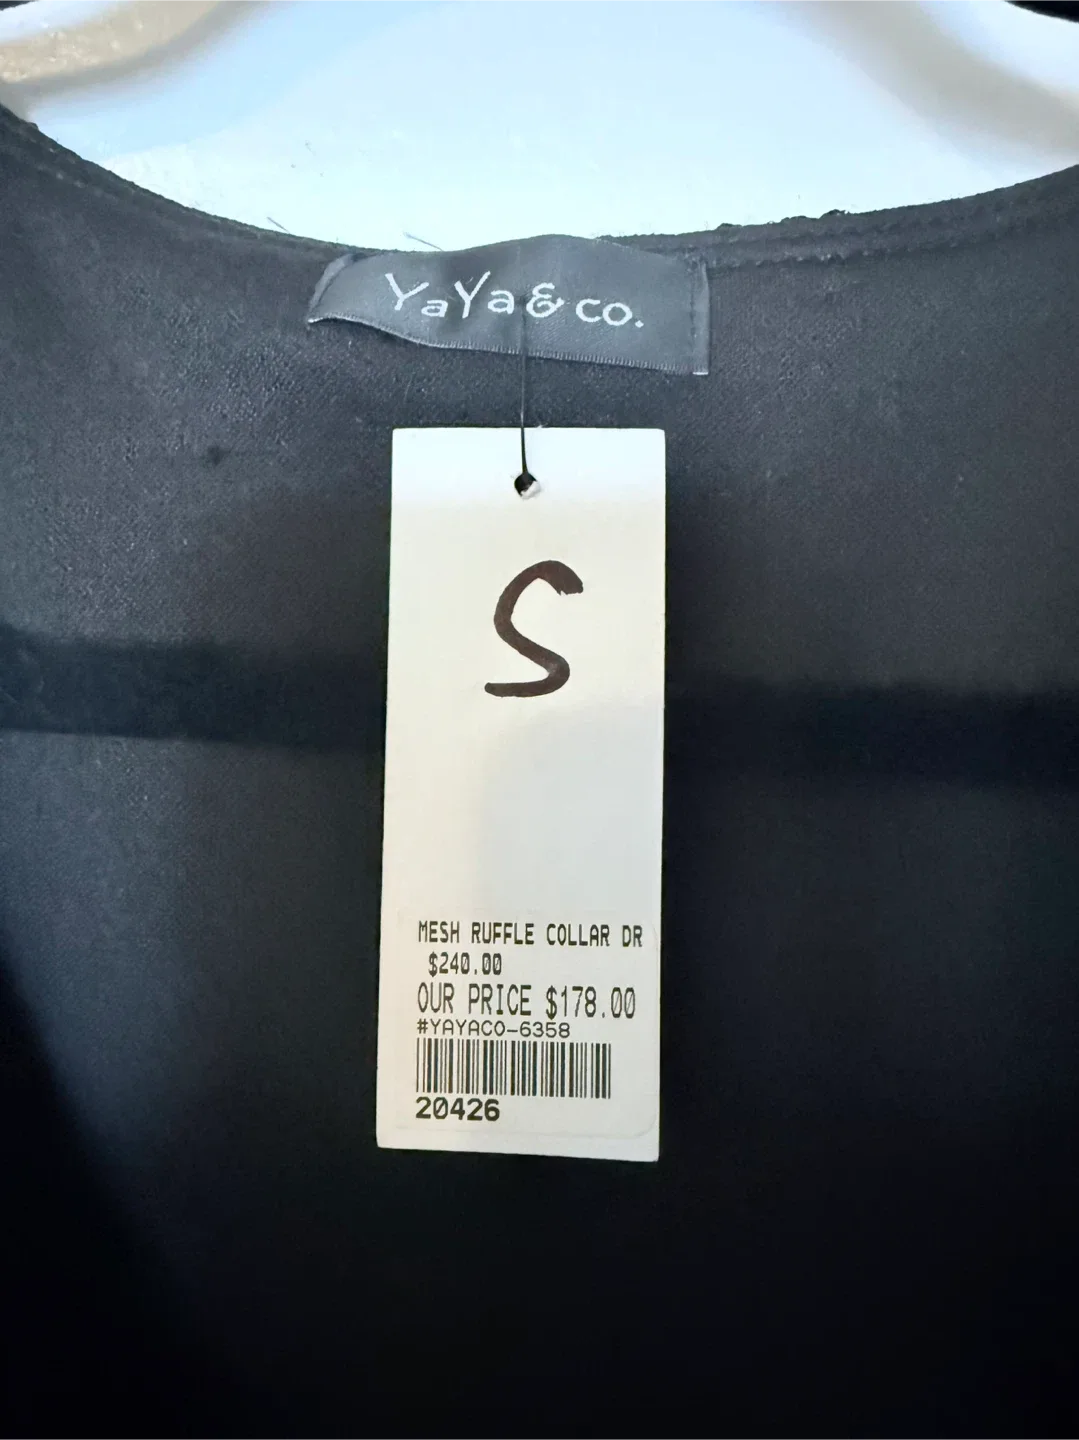 YaYa & co.
S
MESH RUFFLE COLLAR DR
$240.00
OUR PRICE $178.00
#YAYACO-6358
20426